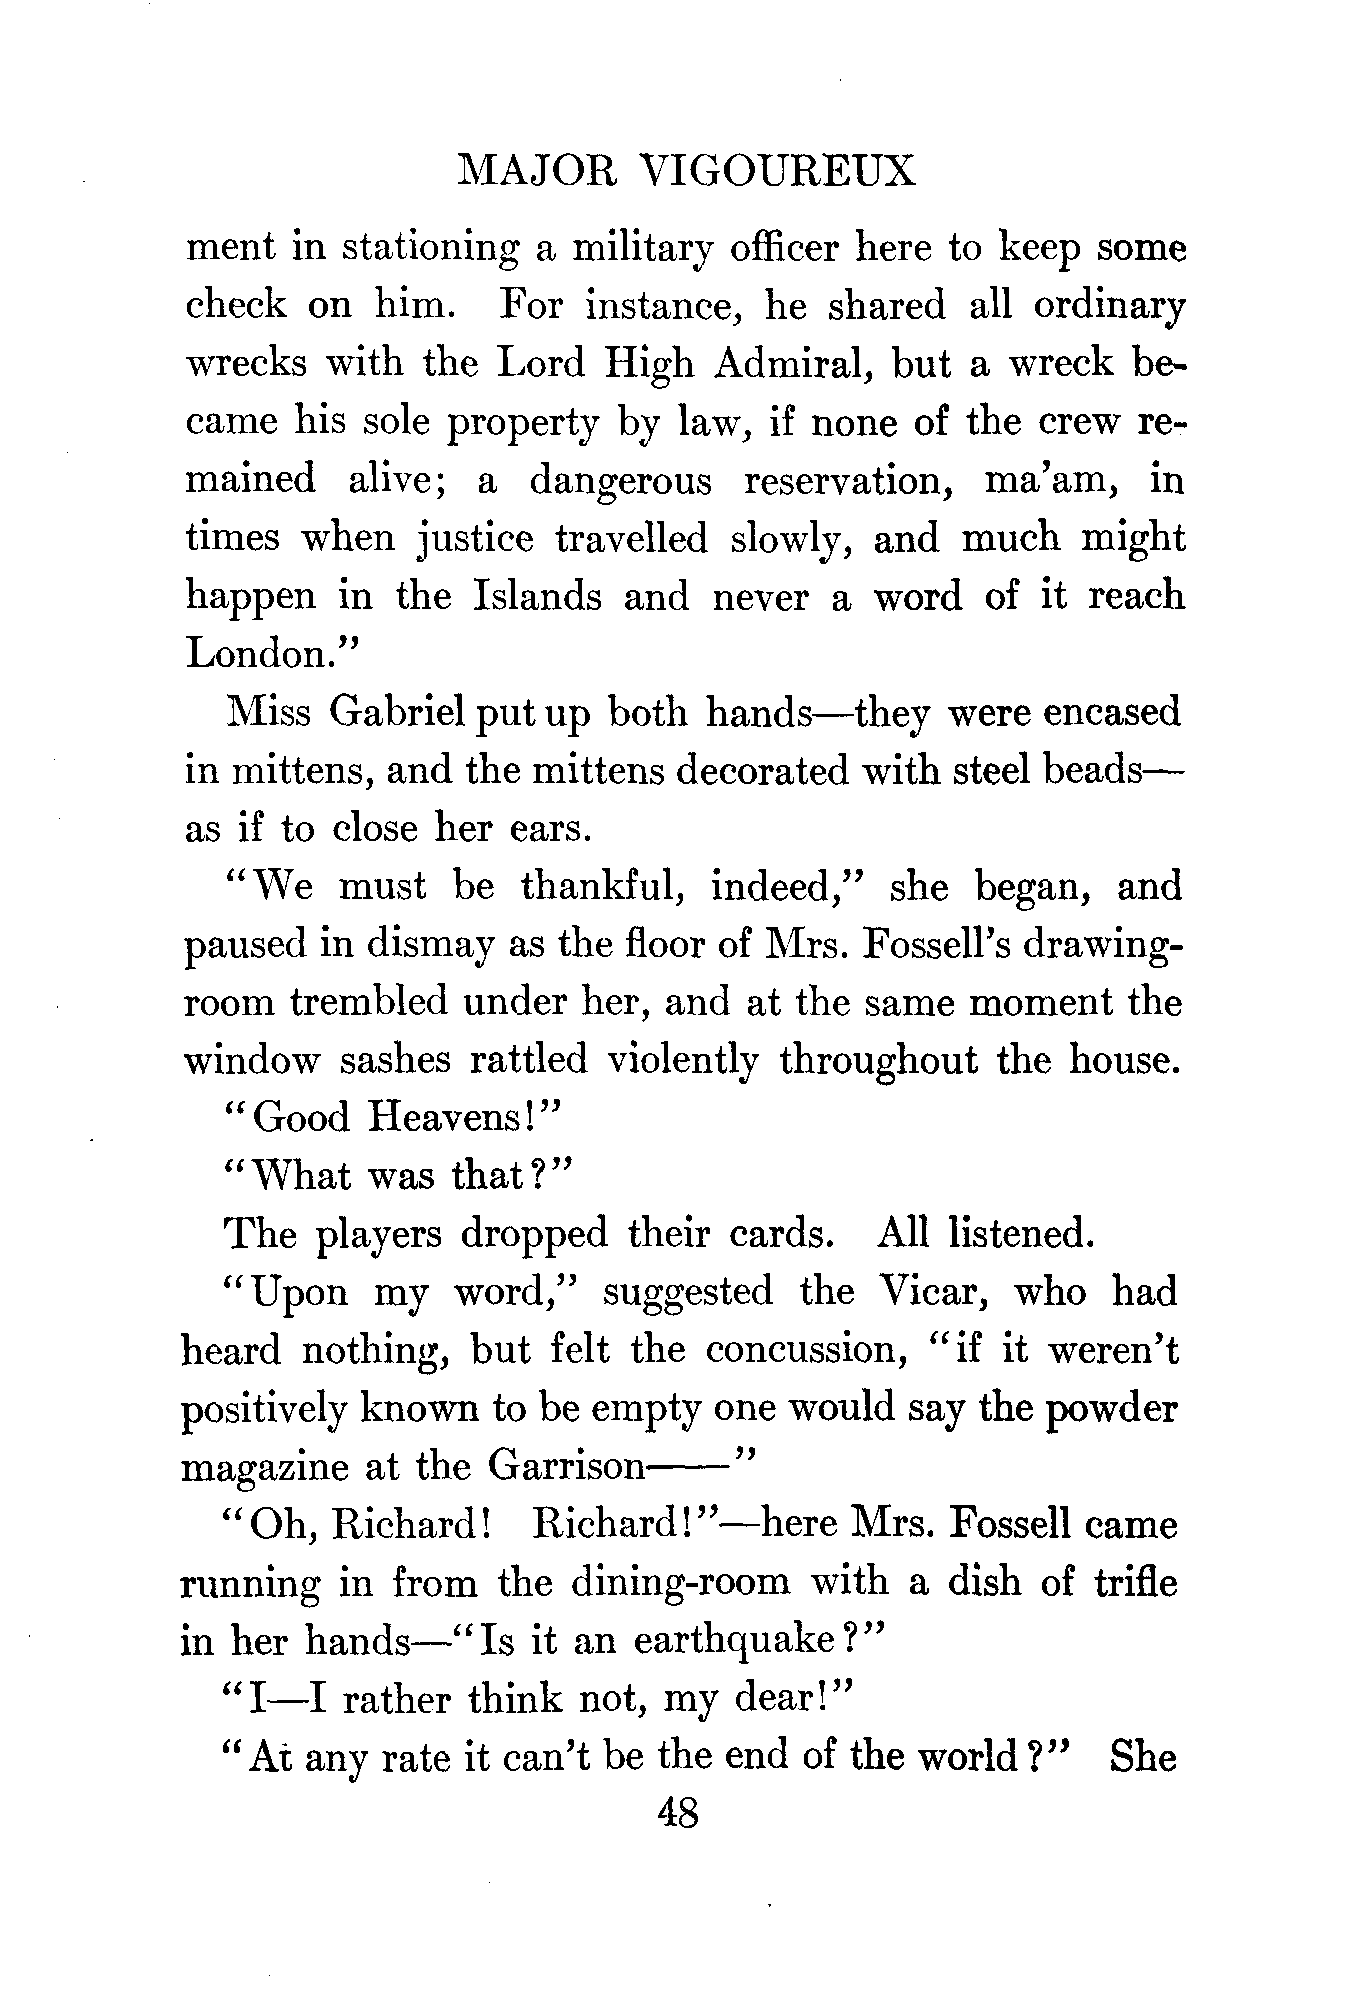 MAJOR VIGOUREUX
ment in stationing a military officer here to keep some
check on him. For instance, he shared all ordinary
wrecks with the Lord High Admiral, but a wreck be-
came his sole property by law, if none of the crew re-
mained alive; a dangerous reservation, ma'am, in
times when justice travelled slowly, and much might
happen in the Islands and never a word of it reach
London."
Miss Gabriel put up both hands—they were encased
in mittens, and the mittens decorated with steel beads—
as if to close her ears.
"We must be thankful, indeed," she began, and
paused in dismay as the floor of Mrs. Fossell's drawing-
room trembled under her, and at the same moment the
window sashes rattled violently throughout the house.
"Good Heavens!"
"What was that?"
The players dropped their cards. All listened.
"Upon my word," suggested the Vicar, who had
heard nothing, but felt the concussion, "if it weren't
positively known to be empty one would say the powder
magazine at the Garrison——"
"Oh, Richard! Richard!"—here Mrs. Fossell came
running in from the dining-room with a dish of trifle
in her hands—"Is it an earthquake?"
"I—I rather think not, my dear!"
"At any rate it can't be the end of the world?" She
48